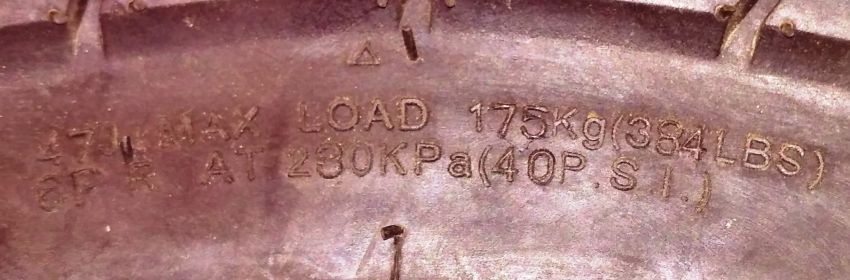 47J MAX LOAD 175Kg(384LBS)
6P.R AT 280KPa(40P.S.I.)